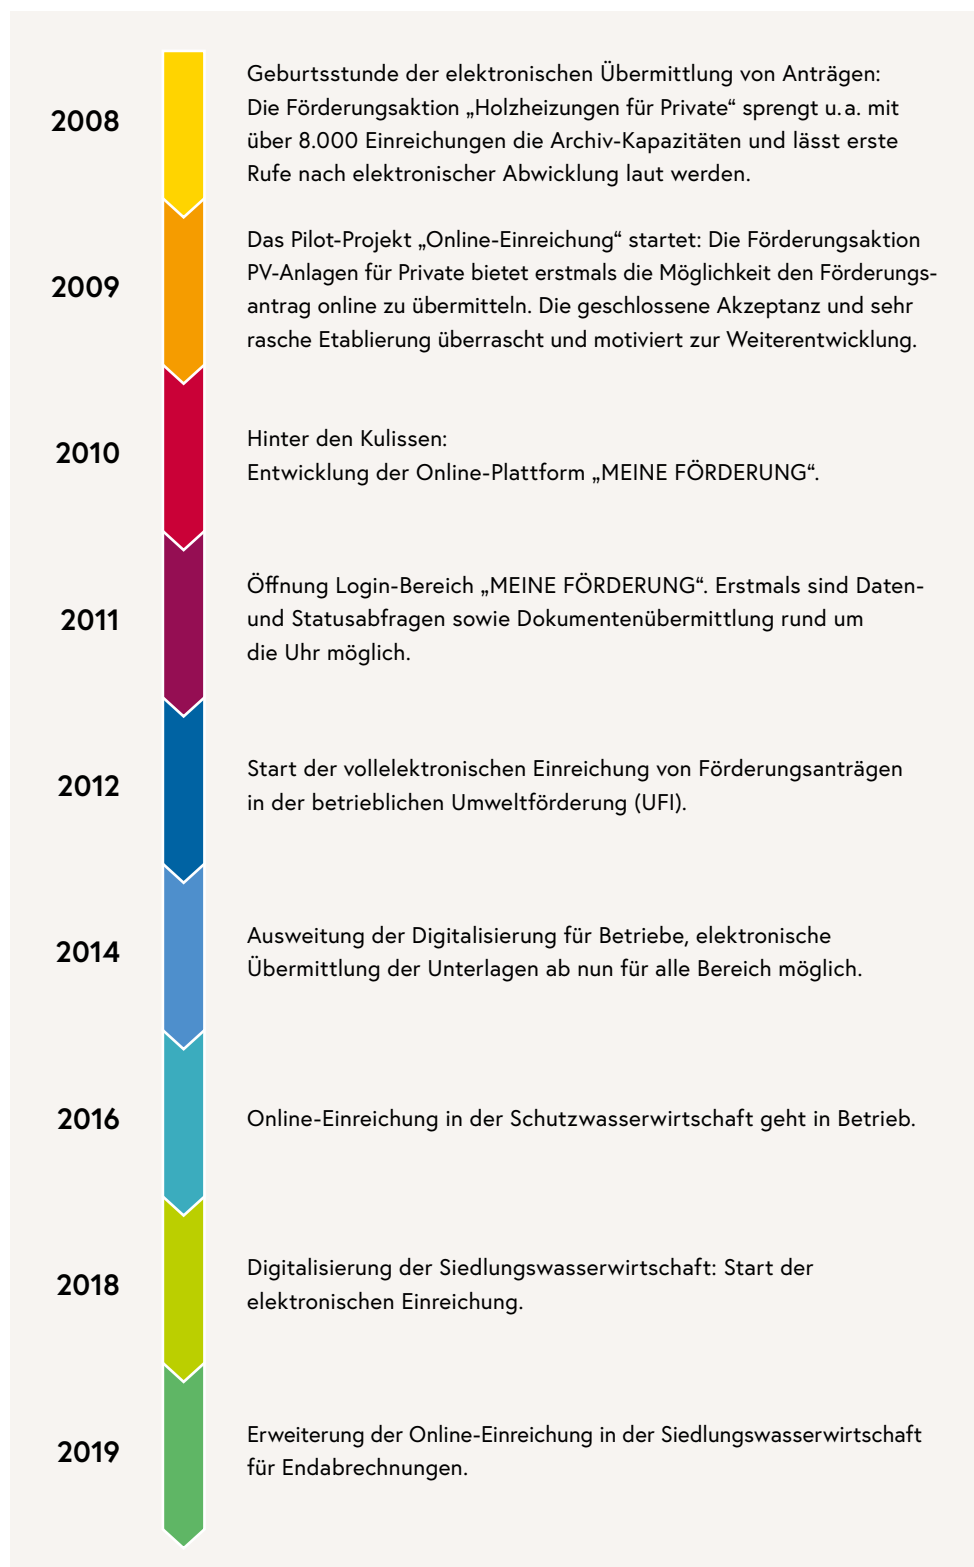 2008
Geburtsstunde der elektronischen Übermittlung von Anträgen:
Die Förderungsaktion „Holzheizungen für Private“ sprengt u. a. mit
über 8.000 Einreichungen die Archiv-Kapazitäten und lässt erste
Rufe nach elektronischer Abwicklung laut werden.
2009
Das Pilot-Projekt „Online-Einreichung“ startet: Die Förderungsaktion
PV-Anlagen für Private bietet erstmals die Möglichkeit den Förderungs-
antrag online zu übermitteln. Die geschlossene Akzeptanz und sehr
rasche Etablierung überrascht und motiviert zur Weiterentwicklung.
2010
Hinter den Kulissen:
Entwicklung der Online-Plattform „MEINE FÖRDERUNG“.
2011
Öffnung Login-Bereich „MEINE FÖRDERUNG“. Erstmals sind Daten-
und Statusabfragen sowie Dokumentenübermittlung rund um
die Uhr möglich.
2012
Start der vollelektronischen Einreichung von Förderungsanträgen
in der betrieblichen Umweltförderung (UFI).
2014
Ausweitung der Digitalisierung für Betriebe, elektronische
Übermittlung der Unterlagen ab nun für alle Bereich möglich.
2016
Online-Einreichung in der Schutzwasserwirtschaft geht in Betrieb.
2018
Digitalisierung der Siedlungswasserwirtschaft: Start der
elektronischen Einreichung.
2019
Erweiterung der Online-Einreichung in der Siedlungswasserwirtschaft
für Endabrechnungen.